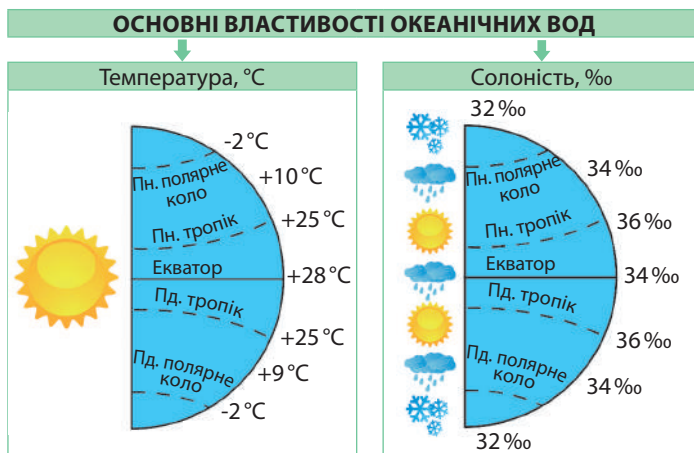 ОСНОВНІ ВЛАСТИВОСТІ ОКЕАНІЧНИХ ВОД
Температура, °С
-2 °С
Пн. полярне
коло
+10 °С
Пн. тропік
+25 °С
Екватор
+28 °С
Пд. тропік
+25 °С
Пд. полярне
коло
+9 °С
-2 °С
Солоність, ‰
32 ‰
Пн. полярне
коло
34 ‰
Пн. тропік
36 ‰
Екватор
34 ‰
Пд. тропік
36 ‰
Пд. полярне
коло
34 ‰
32 ‰